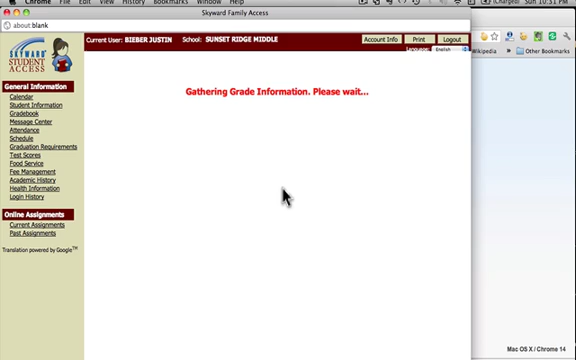 Chrome File Edit View History Bookmarks Window Help
(Charged) Sun 10:51 PM
Skyward Family Access
about:blank
SKYWARD
STUDENT
ACCESS
Current User: BIEBER JUSTIN School: SUNSET RIDGE MIDDLE
Account Info Print Logout
Language: English
Wikipedia » Other Bookmarks
General Information
Calendar
Student Information
Gradebook
Message Center
Attendance
Schedule
Graduation Requirements
Test Scores
Food Service
Fee Management
Academic History
Health Information
Login History
Online Assignments
Current Assignments
Past Assignments
Translation powered by Google™
Gathering Grade Information. Please wait...
Mac OS X / Chrome 14